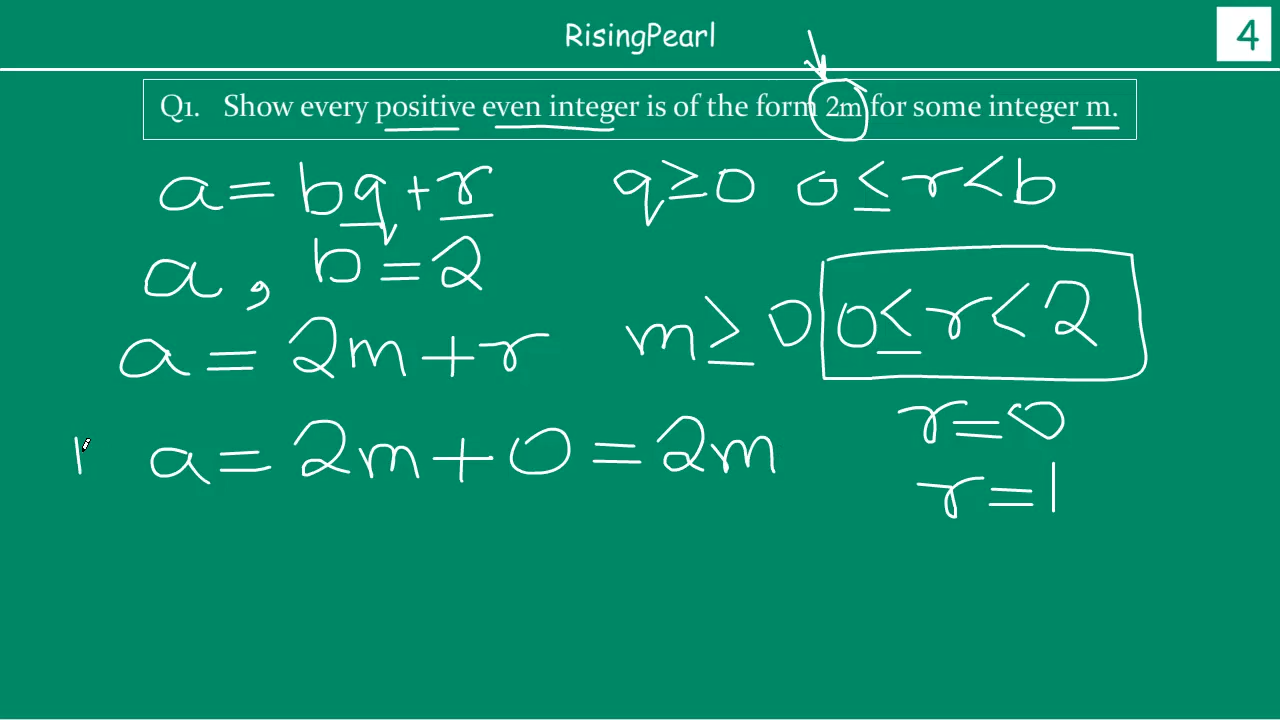 RisingPearl
4
Q1. Show every positive even integer is of the form 2m for some integer m.
a = bq + r q ≥ 0 0 ≤ r < b
a, b = 2
a = 2m + r m ≥ 0 0 ≤ r < 2
r = 0
a = 2m + 0 = 2m
r = 1